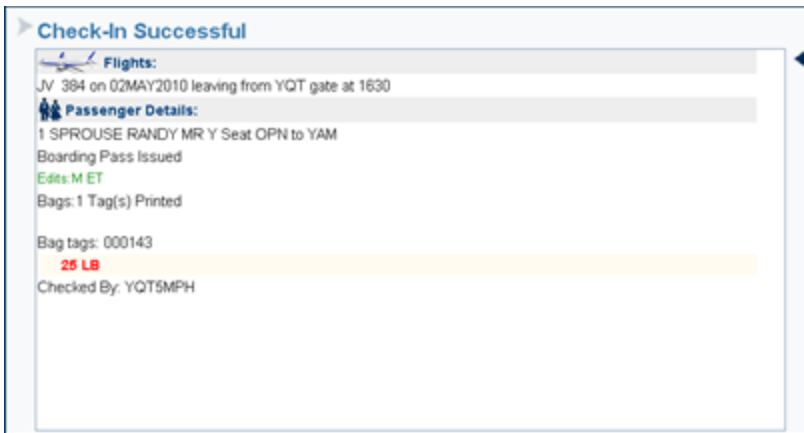 Check-In Successful
Flights:
JV 384 on 02MAY2010 leaving from YQT gate at 1630
Passenger Details:
1 SPROUSE RANDY MR Y Seat OPN to YAM
Boarding Pass Issued
Edits:M ET
Bags:1 Tag(s) Printed
Bag tags: 000143
25 LB
Checked By: YQT5MPH